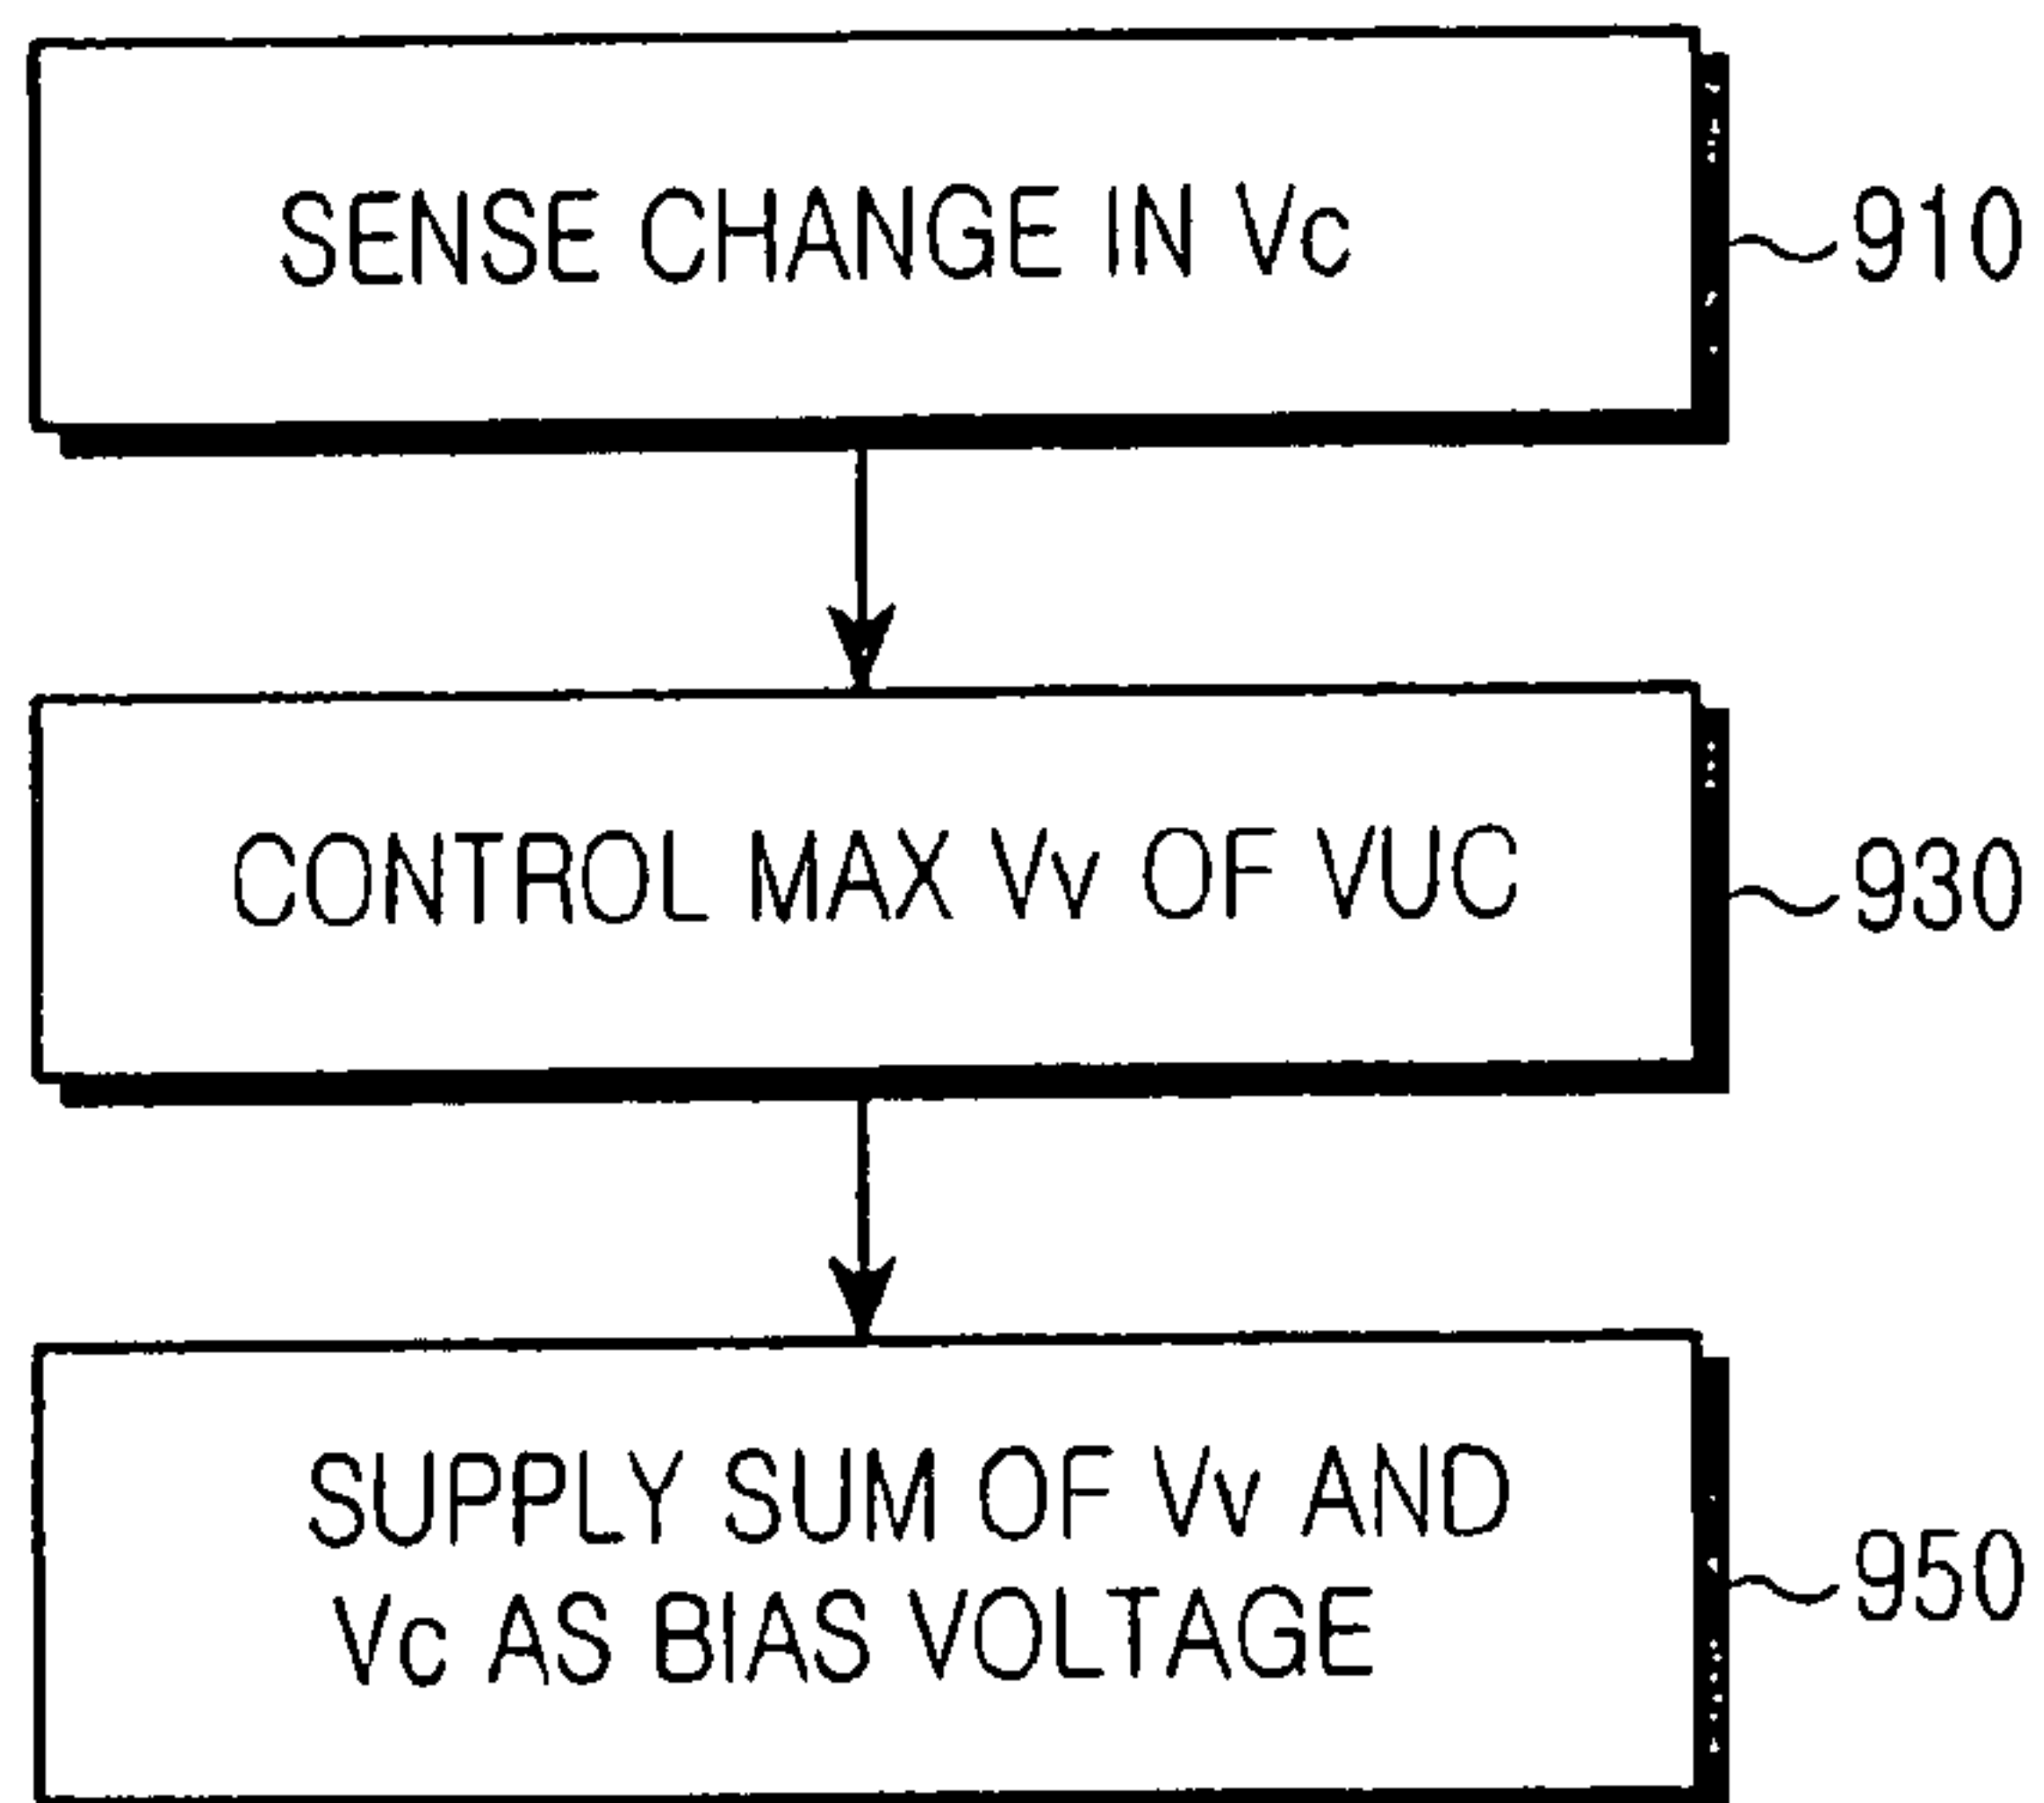 SENSE CHANGE IN Vc
910
CONTROL MAX Vv OF VUC
930
SUPPLY SUM OF Vv AND
Vc AS BIAS VOLTAGE
950